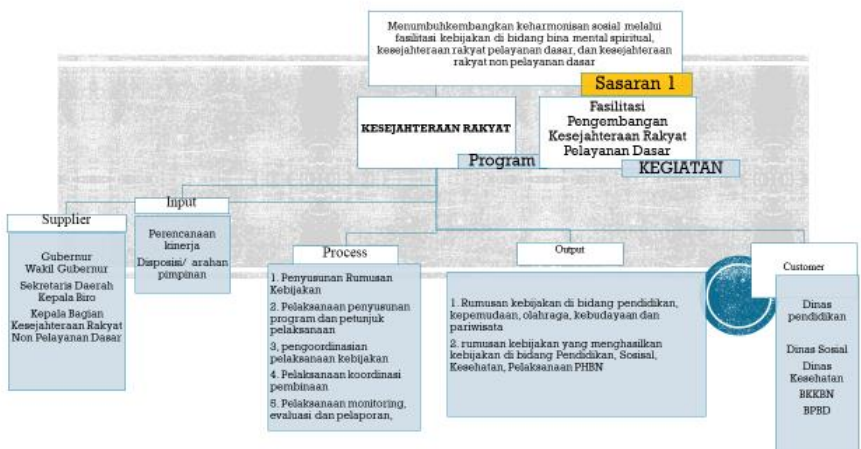 Menumbuhkembangkan keharmonisan sosial melalui
fasilitasi kebijakan di bidang bina mental spiritual,
kesejahteraan rakyat pelayanan dasar, dan kesejahteraan
rakyat non pelayanan dasar
Sasaran 1
KESEJAHTERAAN RAKYAT
Program
Fasilitasi
Pengembangan
Kesejahteraan Rakyat
Pelayanan Dasar
KEGIATAN
Supplier
Gubernur
Wakil Gubernur
Sekretaris Daerah
Kepala Biro
Kepala Bagian
Kesejahteraan Rakyat
Non Pelayanan Dasar
Input
Perencanaan
kinerja
Disposisi/ arahan
pimpinan
Process
1. Penyusunan Rumusan
Kebijakan
2. Pelaksanaan penyusunan
program dan petunjuk
pelaksanaan
3, pengoordinasian
pelaksanaan kebijakan
4. Pelaksanaan koordinasi
pembinaan
5. Pelaksanaan monitoring,
evaluasi dan pelaporan,
Output
1. Rumusan kebijakan di bidang pendidikan,
kepemudaan, olahraga, kebudayaan dan
pariwisata
2. rumusan kebijakan yang menghasilkan
kebijakan di bidang Pendidikan, Sosisal,
Kesehatan, Pelaksanaan PHBN
Customer
Dinas
pendidikan
Dinas Sosial
Dinas
Kesehatan
BKKBN
BPBD